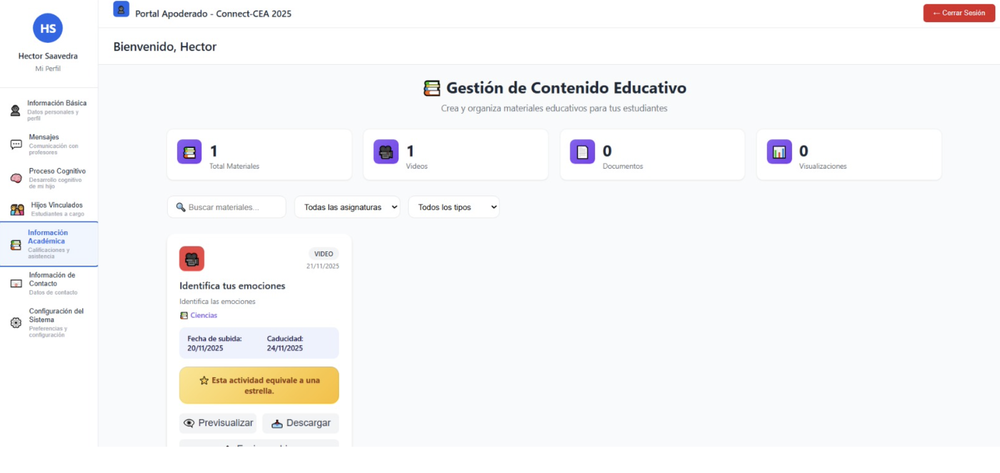 HS
Hector Saavedra
Mi Perfil
Información Básica
Datos personales y
perfil
Mensajes
Comunicación con
profesores
Proceso Cognitivo
Desarrollo cognitivo
de mi hijo
Hijos Vinculados
Estudiantes a cargo
Información
Académica
Calificaciones y
asistencia
Información de
Contacto
Datos de contacto
Configuración del
Sistema
Preferencias y
configuración
Portal Apoderado - Connect-CEA 2025
← Cerrar Sesión
Bienvenido, Hector
Gestión de Contenido Educativo
Crea y organiza materiales educativos para tus estudiantes
1
Total Materiales
1
Videos
0
Documentos
0
Visualizaciones
Buscar materiales...
Todas las asignaturas
Todos los tipos
VIDEO
21/11/2025
Identifica tus emociones
Identifica las emociones
Ciencias
Fecha de subida:
20/11/2025
Caducidad:
24/11/2025
Esta actividad equivale a una
estrella.
Previsualizar
Descargar